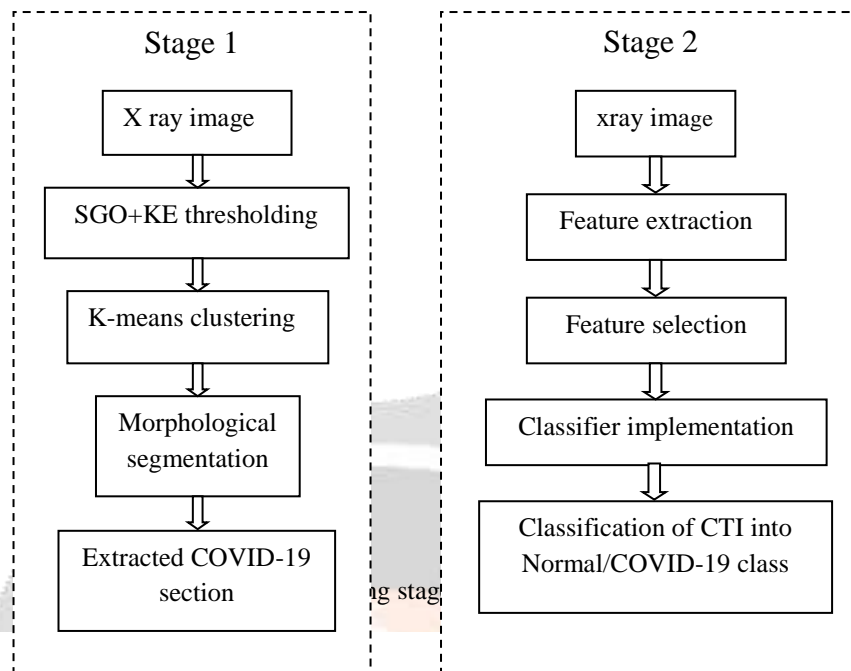 Stage 1
X ray image
SGO+KE thresholding
K-means clustering
Morphological
segmentation
Extracted COVID-19
section
Stage 2
xray image
Feature extraction
Feature selection
Classifier implementation
Classification of CTI into
Normal/COVID-19 class